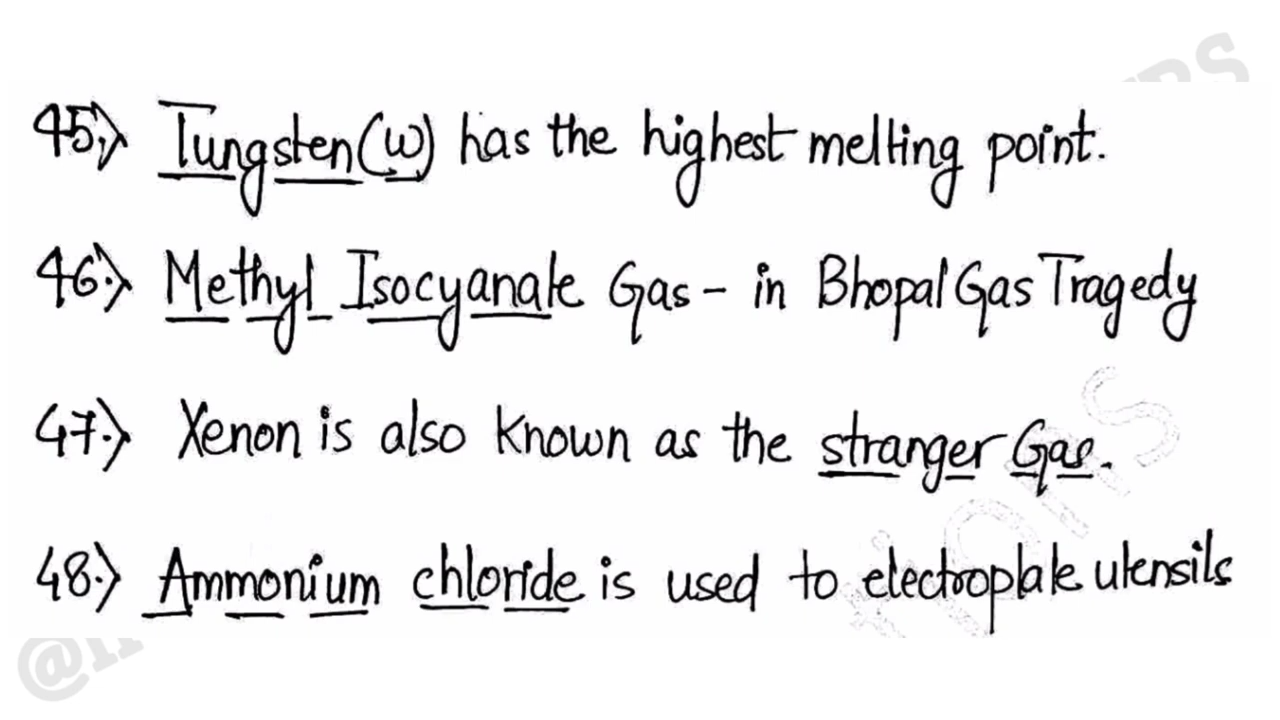 45.) Tungsten (W) has the highest melting point.
46.) Methyl Isocyanate Gas - in Bhopal Gas Tragedy
47.) Xenon is also known as the stranger Gas.
48.) Ammonium chloride is used to electroplate utensils